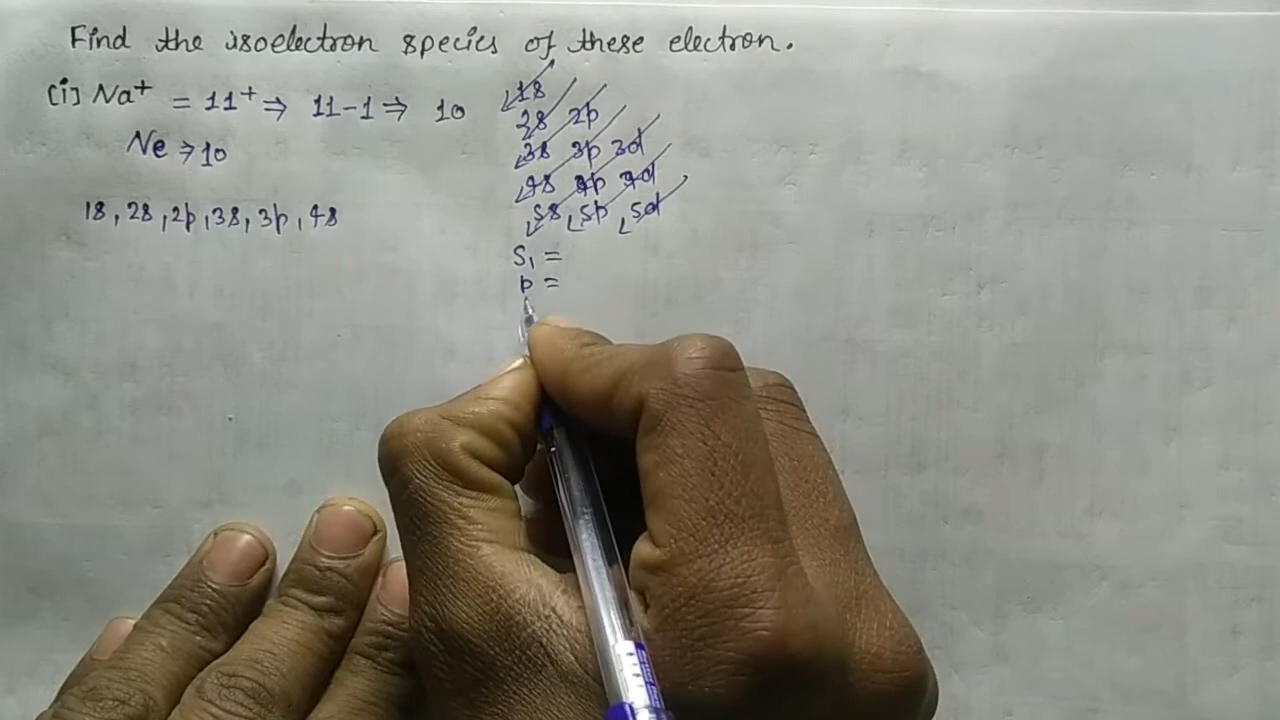 Find the isoelectron species of these electron.
(i) Na⁺ = 11⁺ ⇒ 11-1 ⇒ 10
Ne ⇒ 10
1s, 2s, 2p, 3s, 3p, 4s
1s
2s 2p
3s 3p 3d
4s 4p 4d
5s 5p 5d
S₁ =
p =